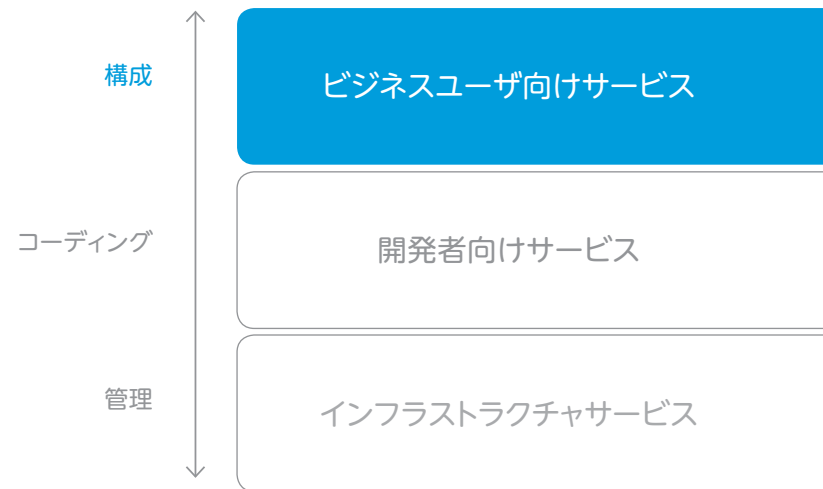 構成
ビジネスユーザ向けサービス
コーディング
開発者向けサービス
管理
インフラストラクチャサービス